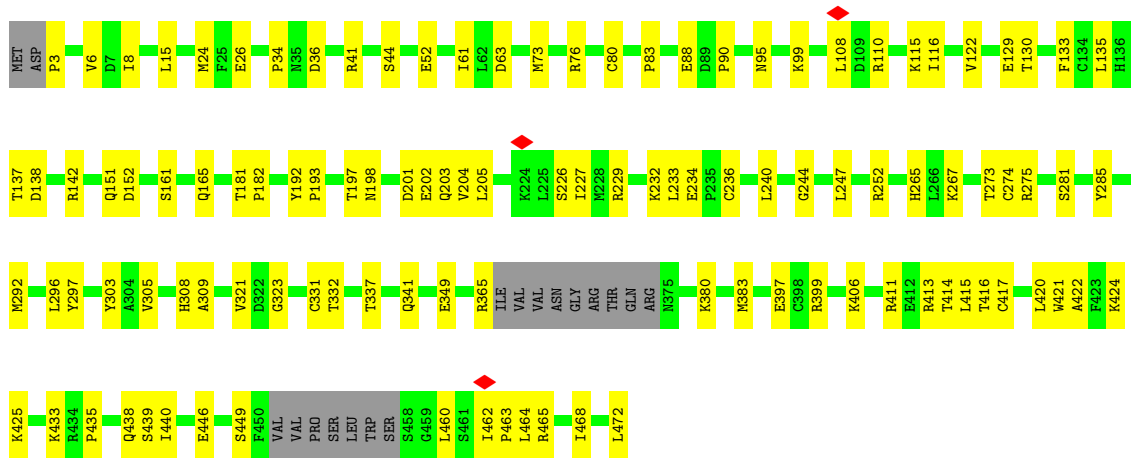 MET ASP P3 V6 D7 I8 L15 M24 F25 E26 P34 N35 D36 R41 S44 E52 I61 L62 D63 M73 R76 C80 P83 E88 D89 P90 N95 K99 L108 D109 R110 K115 I116 V122 E129 T130 F133 C134 L135 H136
T137 D138 R142 Q151 D152 S161 Q165 T181 P182 Y192 P193 T197 N198 D201 E202 Q203 V204 L205 K224 L225 S226 I227 M228 R229 K232 L233 E234 P235 C236 L240 G244 L247 R252 H265 L266 K267 T273 C274 R275 S281 Y285
M292 L296 Y297 Y303 A304 V305 H308 A309 V321 D322 G323 C331 T332 T337 Q341 E349 R365 ILE VAL VAL ASN GLY ARG THR GLN ARG N375 K380 M383 E397 C398 R399 K406 R411 E412 R413 T414 L415 T416 C417 L420 W421 A422 F423 K424
K425 K433 R434 P435 Q438 S439 I440 E446 S449 F450 VAL VAL PRO SER LEU TRP SER S458 G459 L460 S461 I462 P463 L464 R465 I468 L472